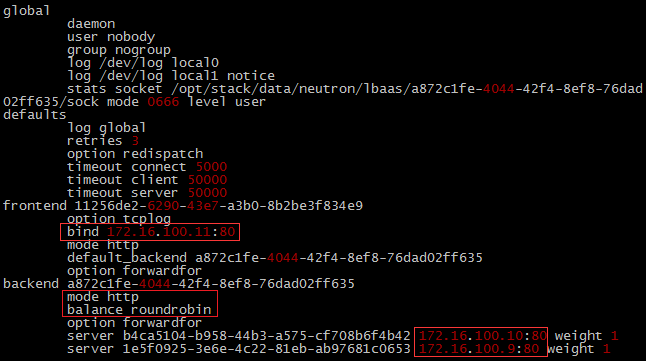 global
daemon
user nobody
group nogroup
log /dev/log local0
log /dev/log local1 notice
stats socket /opt/stack/data/neutron/lbaas/a872c1fe-4044-42f4-8ef8-76dad
02ff635/sock mode 0666 level user
defaults
log global
retries 3
option redispatch
timeout connect 5000
timeout client 50000
timeout server 50000
frontend 11256de2-6290-43e7-a3b0-8b2be3f834e9
option tcplog
bind 172.16.100.11:80
mode http
default_backend a872c1fe-4044-42f4-8ef8-76dad02ff635
option forwardfor
backend a872c1fe-4044-42f4-8ef8-76dad02ff635
mode http
balance roundrobin
option forwardfor
server b4ca5104-b958-44b3-a575-cf708b6f4b42 172.16.100.10:80 weight 1
server 1e5f0925-3e6e-4c22-81eb-ab97681c0653 172.16.100.9:80 weight 1